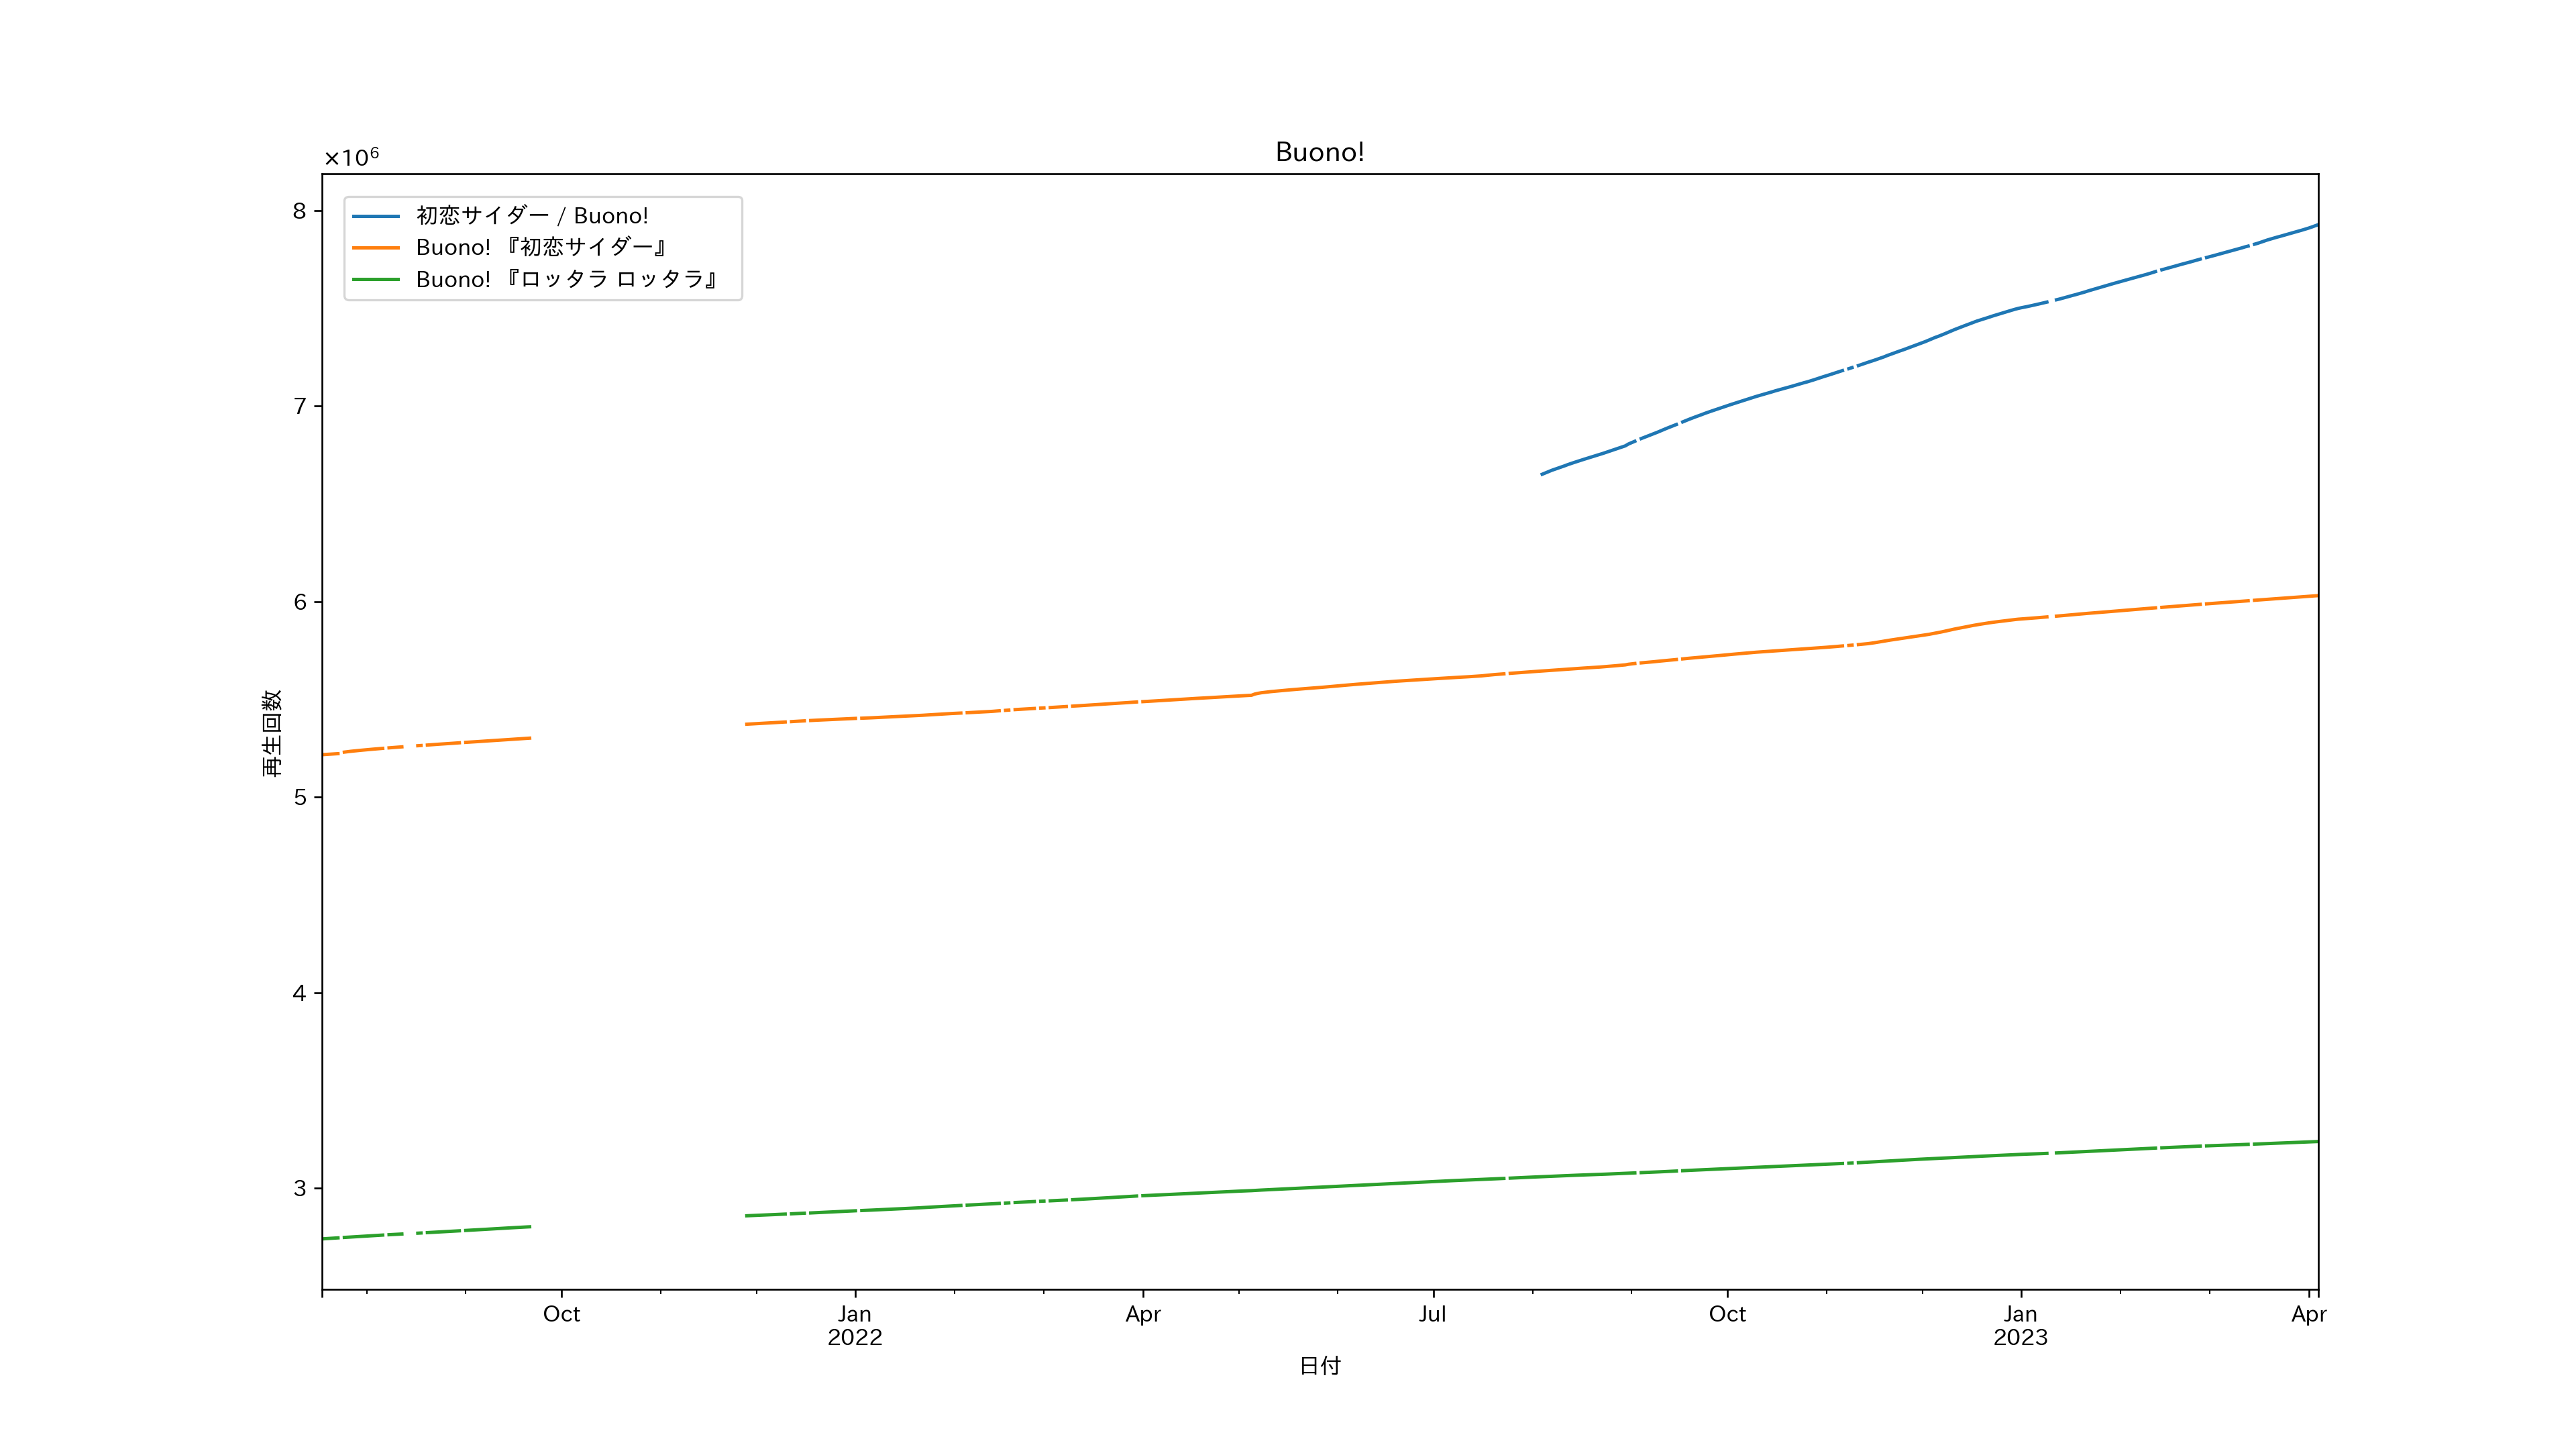 Buono!
×10⁶
初恋サイダー / Buono!
Buono! 『初恋サイダー』
Buono! 『ロッタラ ロッタラ』
8
7
6
5
4
3
再生回数
Oct
Jan
2022
Apr
Jul
Oct
Jan
2023
Apr
日付